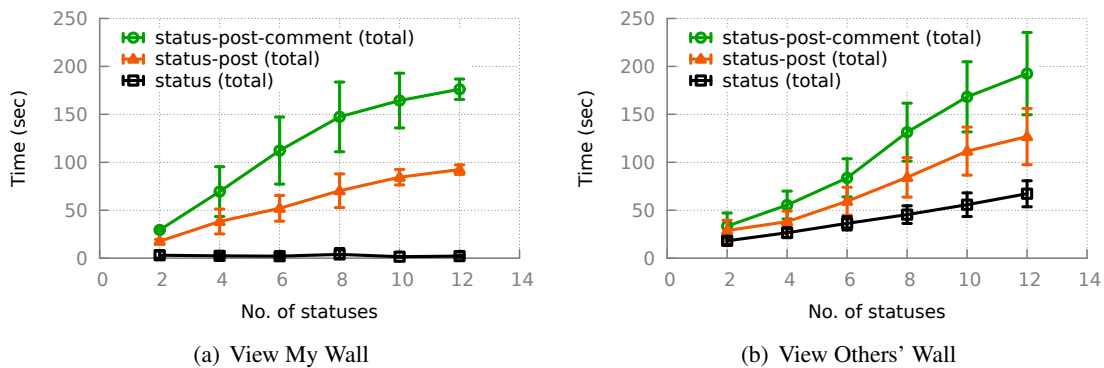 250
200
150
100
50
0
0 2 4 6 8 10 12 14
Time (sec)
No. of statuses
status-post-comment (total)
status-post (total)
status (total)
(a) View My Wall
250
200
150
100
50
0
0 2 4 6 8 10 12 14
Time (sec)
No. of statuses
status-post-comment (total)
status-post (total)
status (total)
(b) View Others' Wall